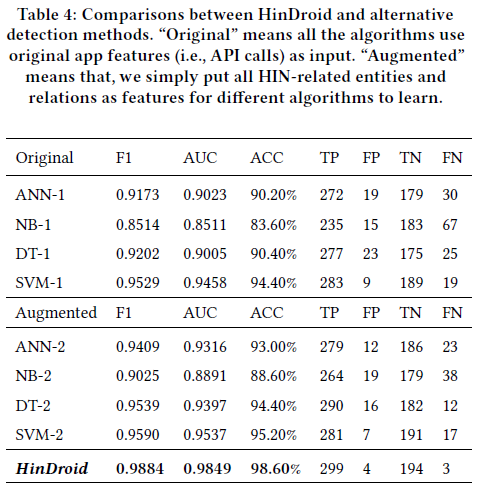 Table 4: Comparisons between HinDroid and alternative
detection methods. “Original” means all the algorithms use
original app features (i.e., API calls) as input. “Augmented”
means that, we simply put all HIN-related entities and
relations as features for different algorithms to learn.
Original F1 AUC ACC TP FP TN FN
ANN-1 0.9173 0.9023 90.20% 272 19 179 30
NB-1 0.8514 0.8511 83.60% 235 15 183 67
DT-1 0.9202 0.9005 90.40% 277 23 175 25
SVM-1 0.9529 0.9458 94.40% 283 9 189 19
Augmented F1 AUC ACC TP FP TN FN
ANN-2 0.9409 0.9316 93.00% 279 12 186 23
NB-2 0.9025 0.8891 88.60% 264 19 179 38
DT-2 0.9539 0.9397 94.40% 290 16 182 12
SVM-2 0.9590 0.9537 95.20% 281 7 191 17
HinDroid 0.9884 0.9849 98.60% 299 4 194 3